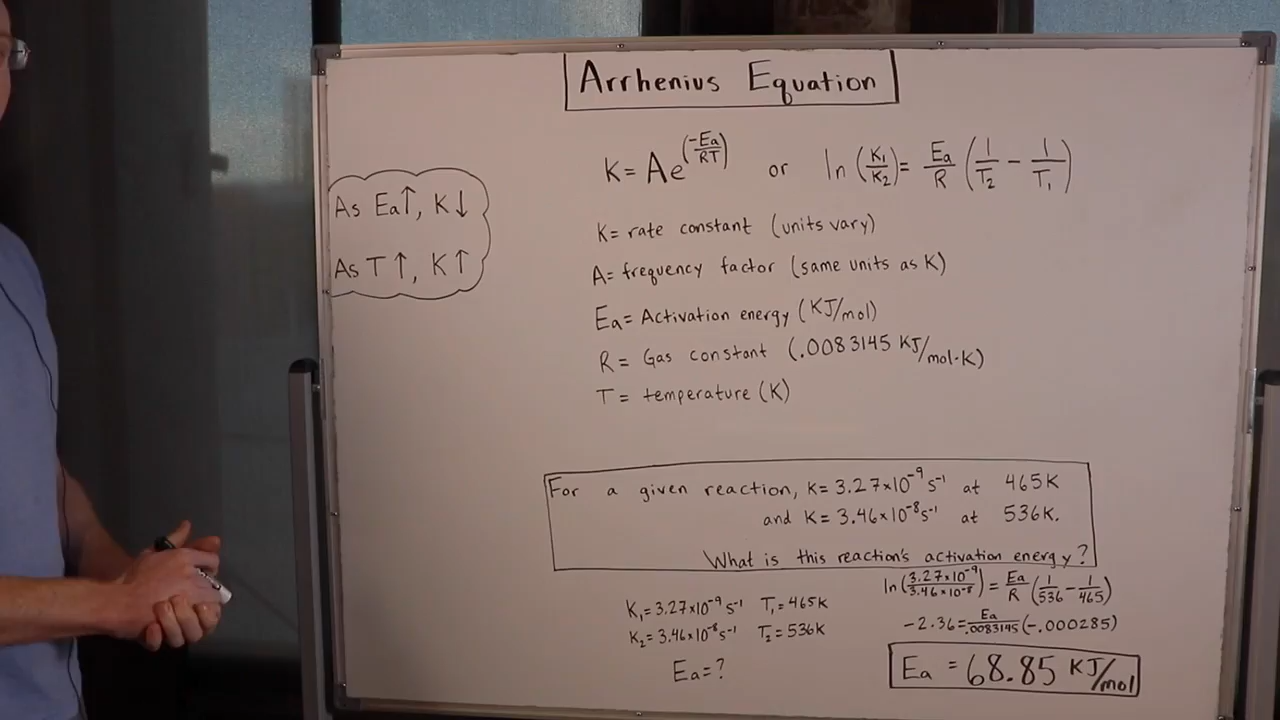 Arrhenius Equation
K = Ae^(-Ea/RT) or ln (K₁/K₂) = Ea/R (1/T₂ - 1/T₁)
As Ea↑, K↓
As T↑, K↑
K = rate constant (units vary)
A = frequency factor (same units as K)
Ea = Activation energy (KJ/mol)
R = Gas constant (.0083145 KJ/mol·K)
T = temperature (K)
For a given reaction, K = 3.27×10⁻⁹ s⁻¹ at 465K
and K = 3.46×10⁻⁸ s⁻¹ at 536K.
What is this reaction's activation energy?
K₁ = 3.27×10⁻⁹ s⁻¹ T₁ = 465K
K₂ = 3.46×10⁻⁸ s⁻¹ T₂ = 536K
Ea = ?
ln(3.27×10⁻⁹/3.46×10⁻⁸) = Ea/R (1/536 - 1/465)
-2.36 = Ea/.0083145 (-.000285)
Ea = 68.85 KJ/mol